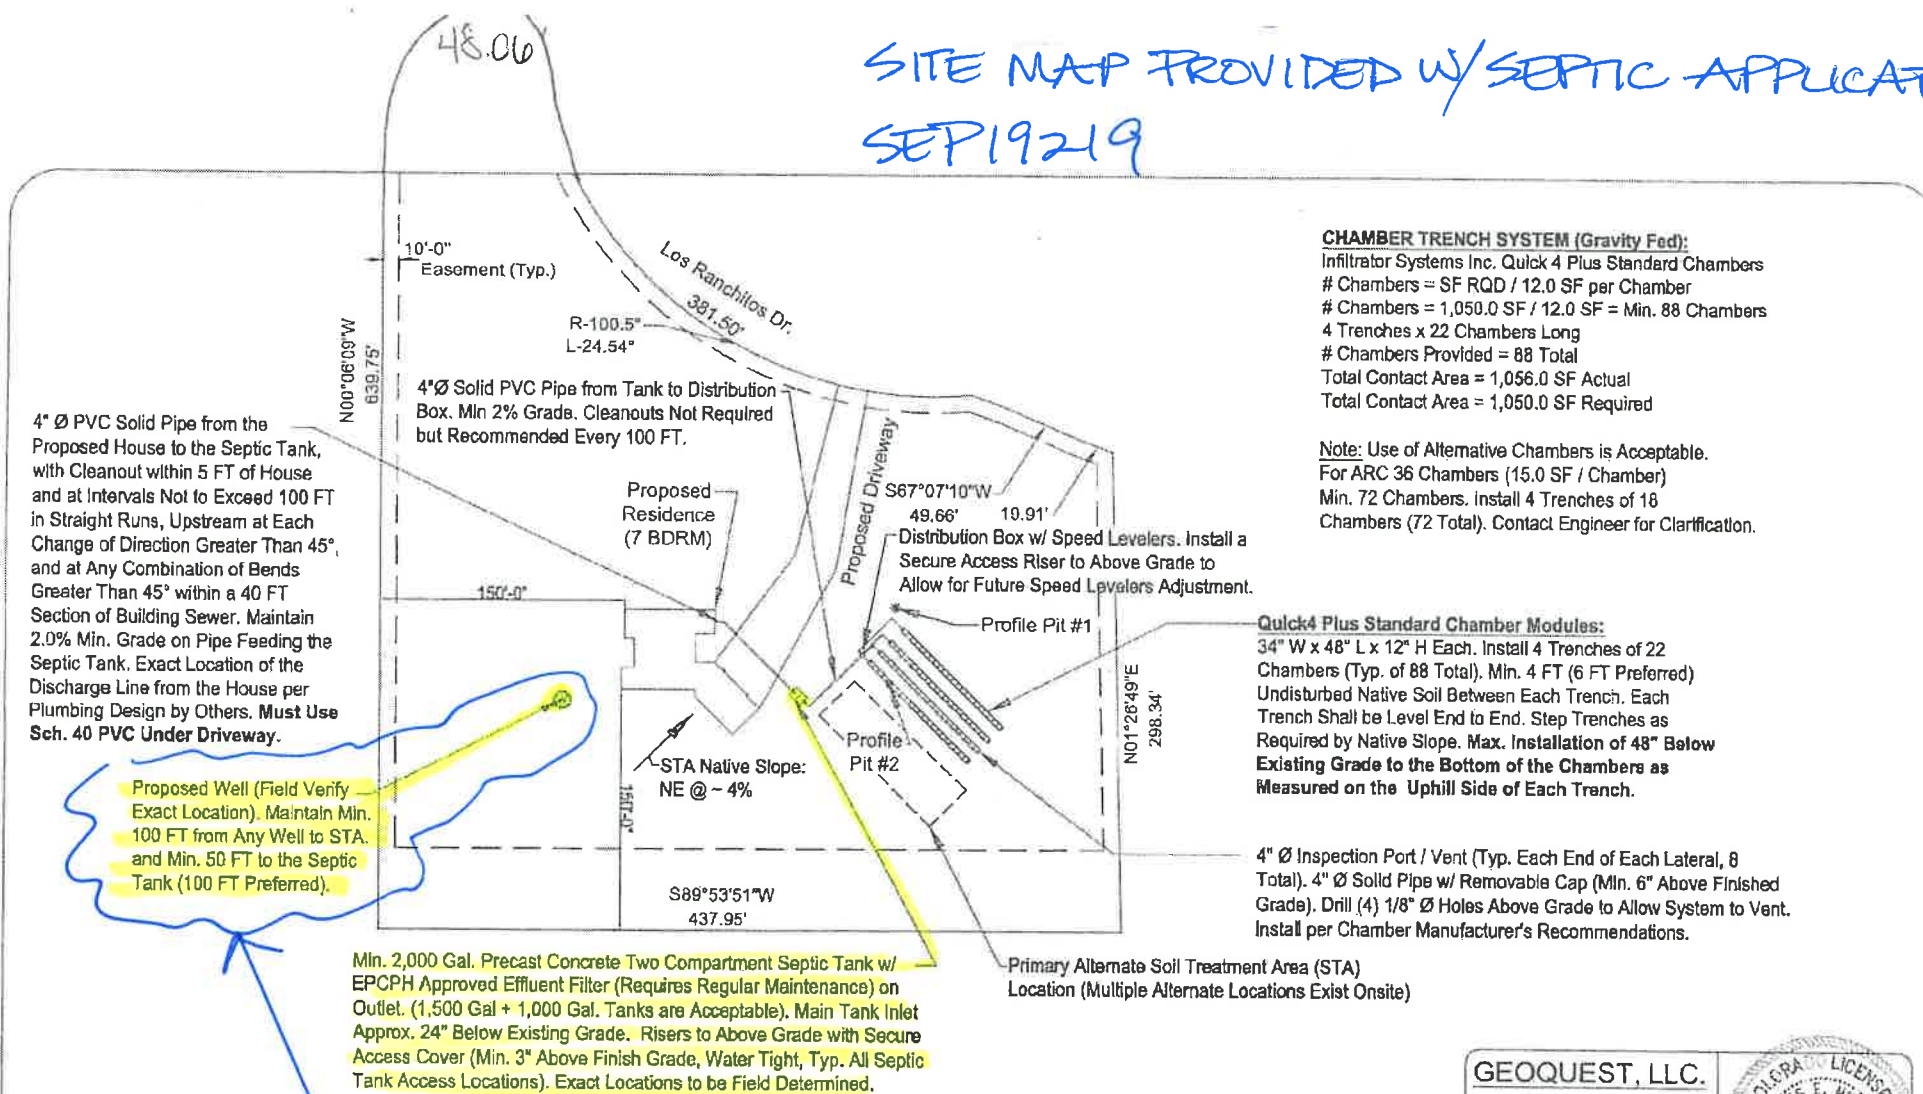 48.06
SITE MAP PROVIDED W/ SEPTIC
SEP19219
10'-0"
Easement (Typ.)
Los Ranchitos Dr.
381.50'
R-100.5"
L-24.54"
N00°06'09"W
639.75'
4"Ø Solid PVC Pipe from Tank to Distribution
Box. Min 2% Grade. Cleanouts Not Required
but Recommended Every 100 FT.
4" Ø PVC Solid Pipe from the
Proposed House to the Septic Tank,
with Cleanout within 5 FT of House
and at Intervals Not to Exceed 100 FT
in Straight Runs, Upstream at Each
Change of Direction Greater Than 45°,
and at Any Combination of Bends
Greater Than 45° within a 40 FT
Section of Building Sewer. Maintain
2.0% Min. Grade on Pipe Feeding the
Septic Tank. Exact Location of the
Discharge Line from the House per
Plumbing Design by Others. Must Use
Sch. 40 PVC Under Driveway.
Proposed
Residence
(7 BDRM)
Proposed Driveway
S67°07'10"W
49.66'
10.91'
Distribution Box w/ Speed Levelers. Install a
Secure Access Riser to Above Grade to
Allow for Future Speed Levelers Adjustment.
Profile Pit #1
150'-0"
Profile
Pit #2
STA Native Slope:
NE @ ~ 4%
150'-0"
N01°26'49"E
298.34'
S89°53'51"W
437.95'
Proposed Well (Field Verify
Exact Location). Maintain Min.
100 FT from Any Well to STA.
and Min. 50 FT to the Septic
Tank (100 FT Preferred).
Min. 2,000 Gal. Precast Concrete Two Compartment Septic Tank w/
EPCPH Approved Effluent Filter (Requires Regular Maintenance) on
Outlet. (1,500 Gal + 1,000 Gal. Tanks are Acceptable). Main Tank Inlet
Approx. 24" Below Existing Grade. Risers to Above Grade with Secure
Access Cover (Min. 3" Above Finish Grade, Water Tight, Typ. All Septic
Tank Access Locations). Exact Locations to be Field Determined.
Primary Alternate Soil Treatment Area (STA)
Location (Multiple Alternate Locations Exist Onsite)
CHAMBER TRENCH SYSTEM (Gravity Fed):
Infiltrator Systems Inc. Quick 4 Plus Standard Chambers
# Chambers = SF RQD / 12.0 SF per Chamber
# Chambers = 1,050.0 SF / 12.0 SF = Min. 88 Chambers
4 Trenches x 22 Chambers Long
# Chambers Provided = 88 Total
Total Contact Area = 1,056.0 SF Actual
Total Contact Area = 1,050.0 SF Required
Note: Use of Alternative Chambers is Acceptable.
For ARC 36 Chambers (15.0 SF / Chamber)
Min. 72 Chambers. Install 4 Trenches of 18
Chambers (72 Total). Contact Engineer for Clarification.
Quick4 Plus Standard Chamber Modules:
34" W x 48" L x 12" H Each. Install 4 Trenches of 22
Chambers (Typ. of 88 Total). Min. 4 FT (6 FT Preferred)
Undisturbed Native Soil Between Each Trench. Each
Trench Shall be Level End to End. Step Trenches as
Required by Native Slope. Max. Installation of 48" Below
Existing Grade to the Bottom of the Chambers as
Measured on the Uphill Side of Each Trench.
4" Ø Inspection Port / Vent (Typ. Each End of Each Lateral, 8
Total). 4" Ø Solid Pipe w/ Removable Cap (Min. 6" Above Finished
Grade). Drill (4) 1/8" Ø Holes Above Grade to Allow System to Vent.
Install per Chamber Manufacturer's Recommendations.
GEOQUEST, LLC.